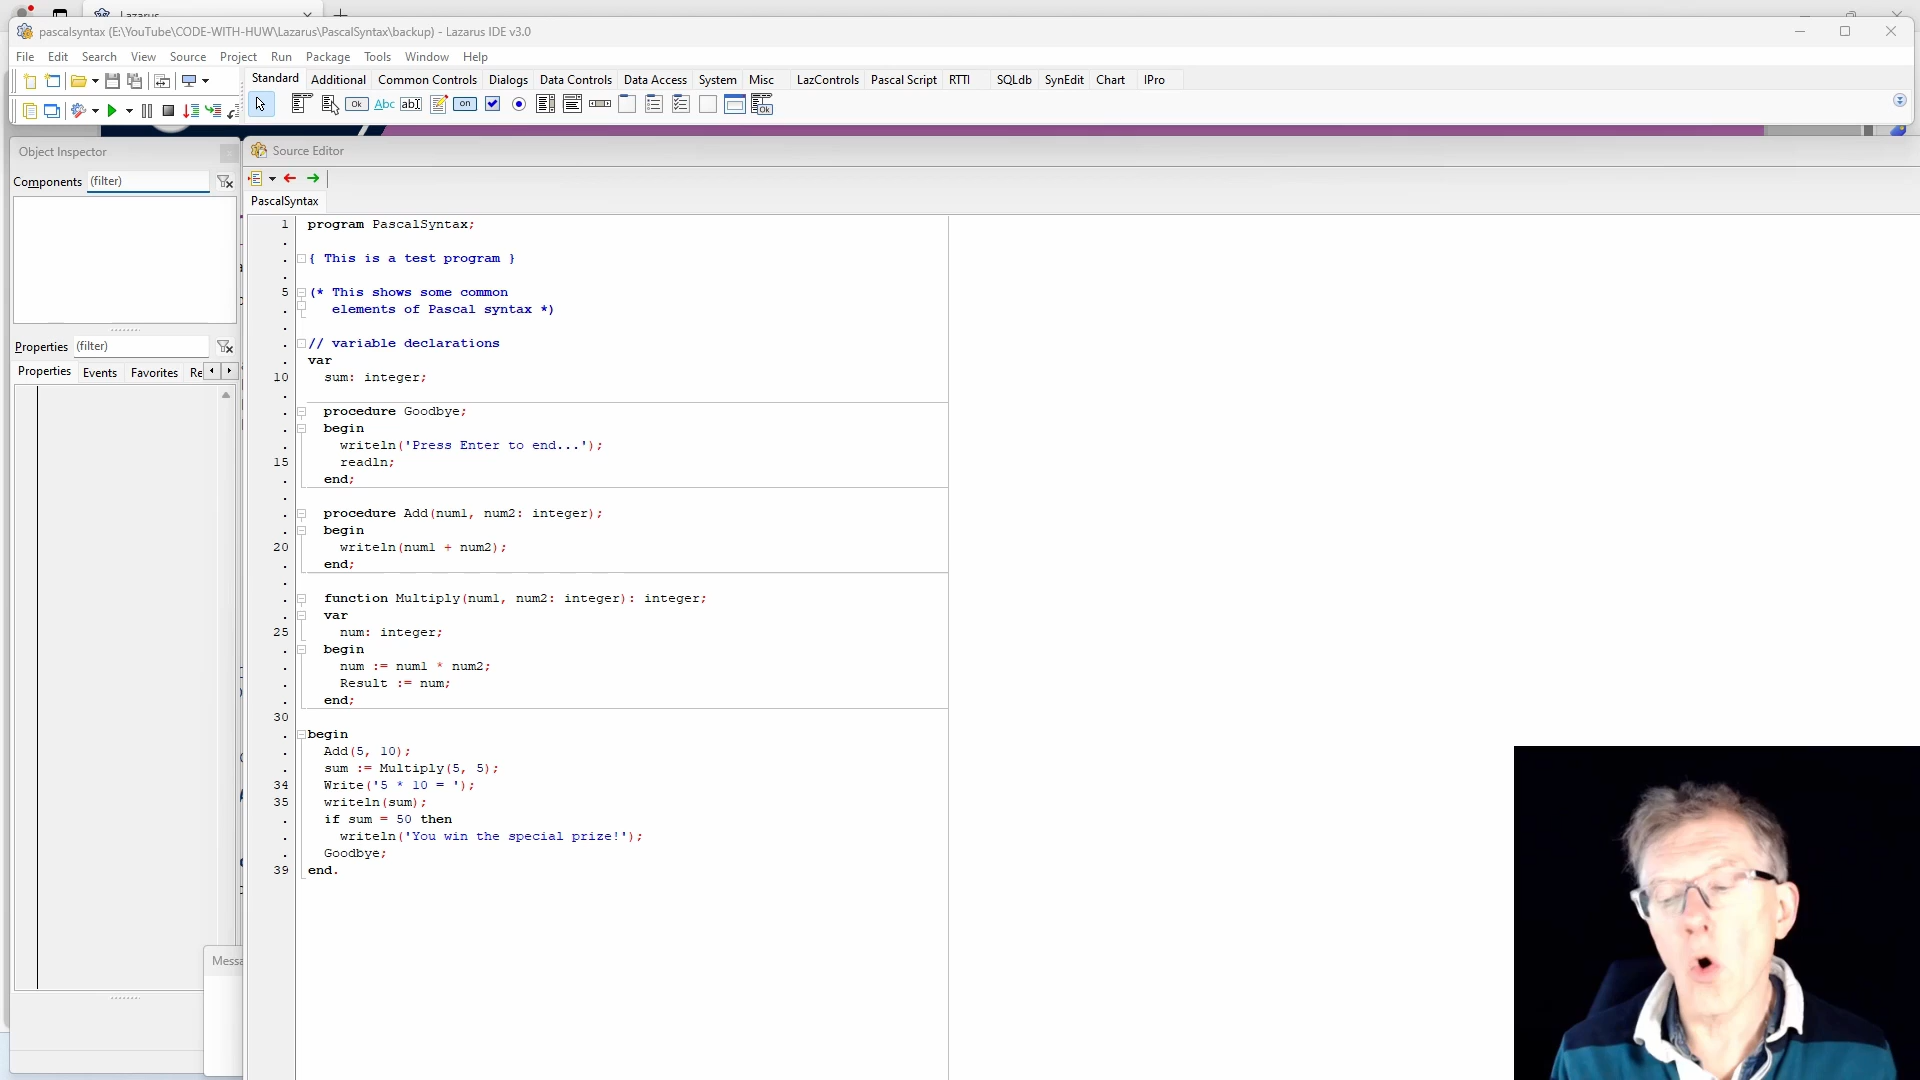 Lazarus
pascalsyntax (E:\YouTube\CODE-WITH-HUW\Lazarus\PascalSyntax\backup) - Lazarus IDE v3.0
File Edit Search View Source Project Run Package Tools Window Help
Standard Additional Common Controls Dialogs Data Controls Data Access System Misc LazControls Pascal Script RTTI SQLdb SynEdit Chart IPro
Ok Abc abI on Ok
Object Inspector
Components (filter)
Properties (filter)
Properties Events Favorites Re
Messa
Source Editor
PascalSyntax
1 program PascalSyntax;
.
. { This is a test program }
.
5 (* This shows some common
. elements of Pascal syntax *)
.
. // variable declarations
. var
10 sum: integer;
.
. procedure Goodbye;
. begin
. writeln('Press Enter to end...');
15 readln;
. end;
.
. procedure Add(num1, num2: integer);
. begin
20 writeln(num1 + num2);
. end;
.
. function Multiply(num1, num2: integer): integer;
. var
25 num: integer;
. begin
. num := num1 * num2;
. Result := num;
. end;
30
. begin
. Add(5, 10);
. sum := Multiply(5, 5);
34 Write('5 * 10 = ');
35 writeln(sum);
. if sum = 50 then
. writeln('You win the special prize!');
. Goodbye;
39 end.